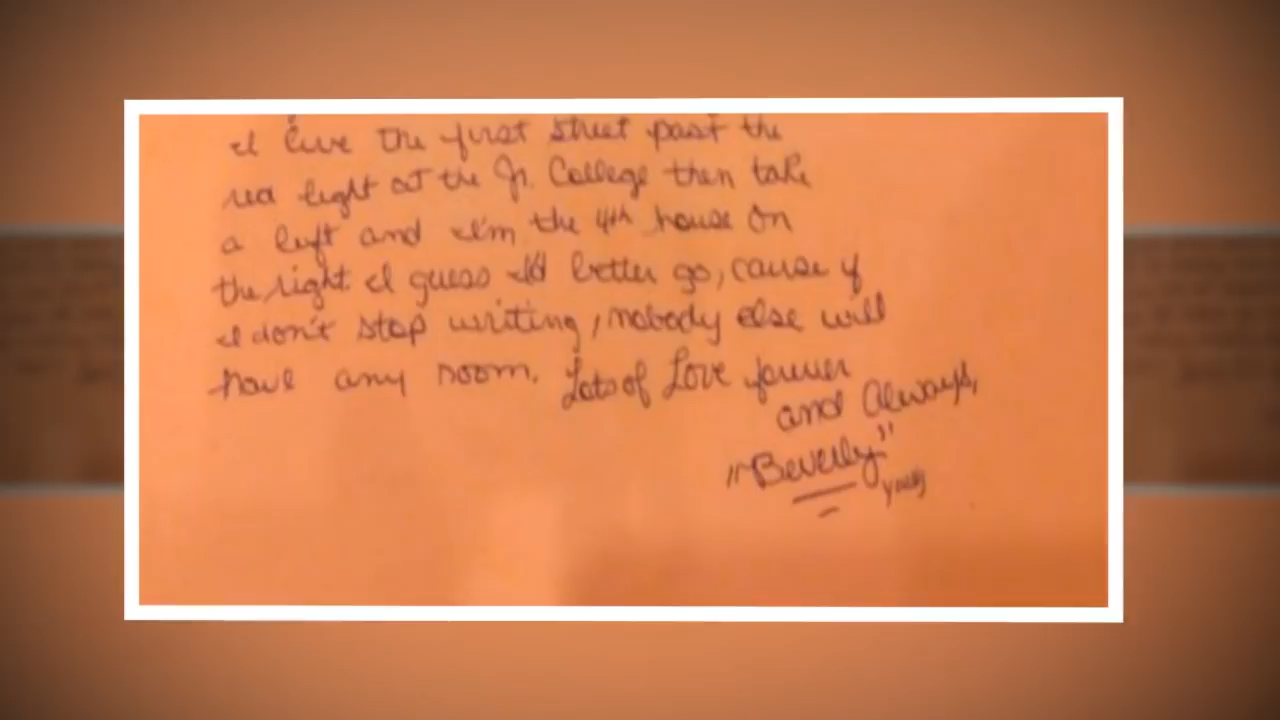 I live the first street past the
red light at the Jr. College then take
a left and I'm the 4th house on
the right. I guess I'd better go, cause if
I don't stop writing, nobody else will
have any room. Lots of Love forever
and Always,
"Beverly"